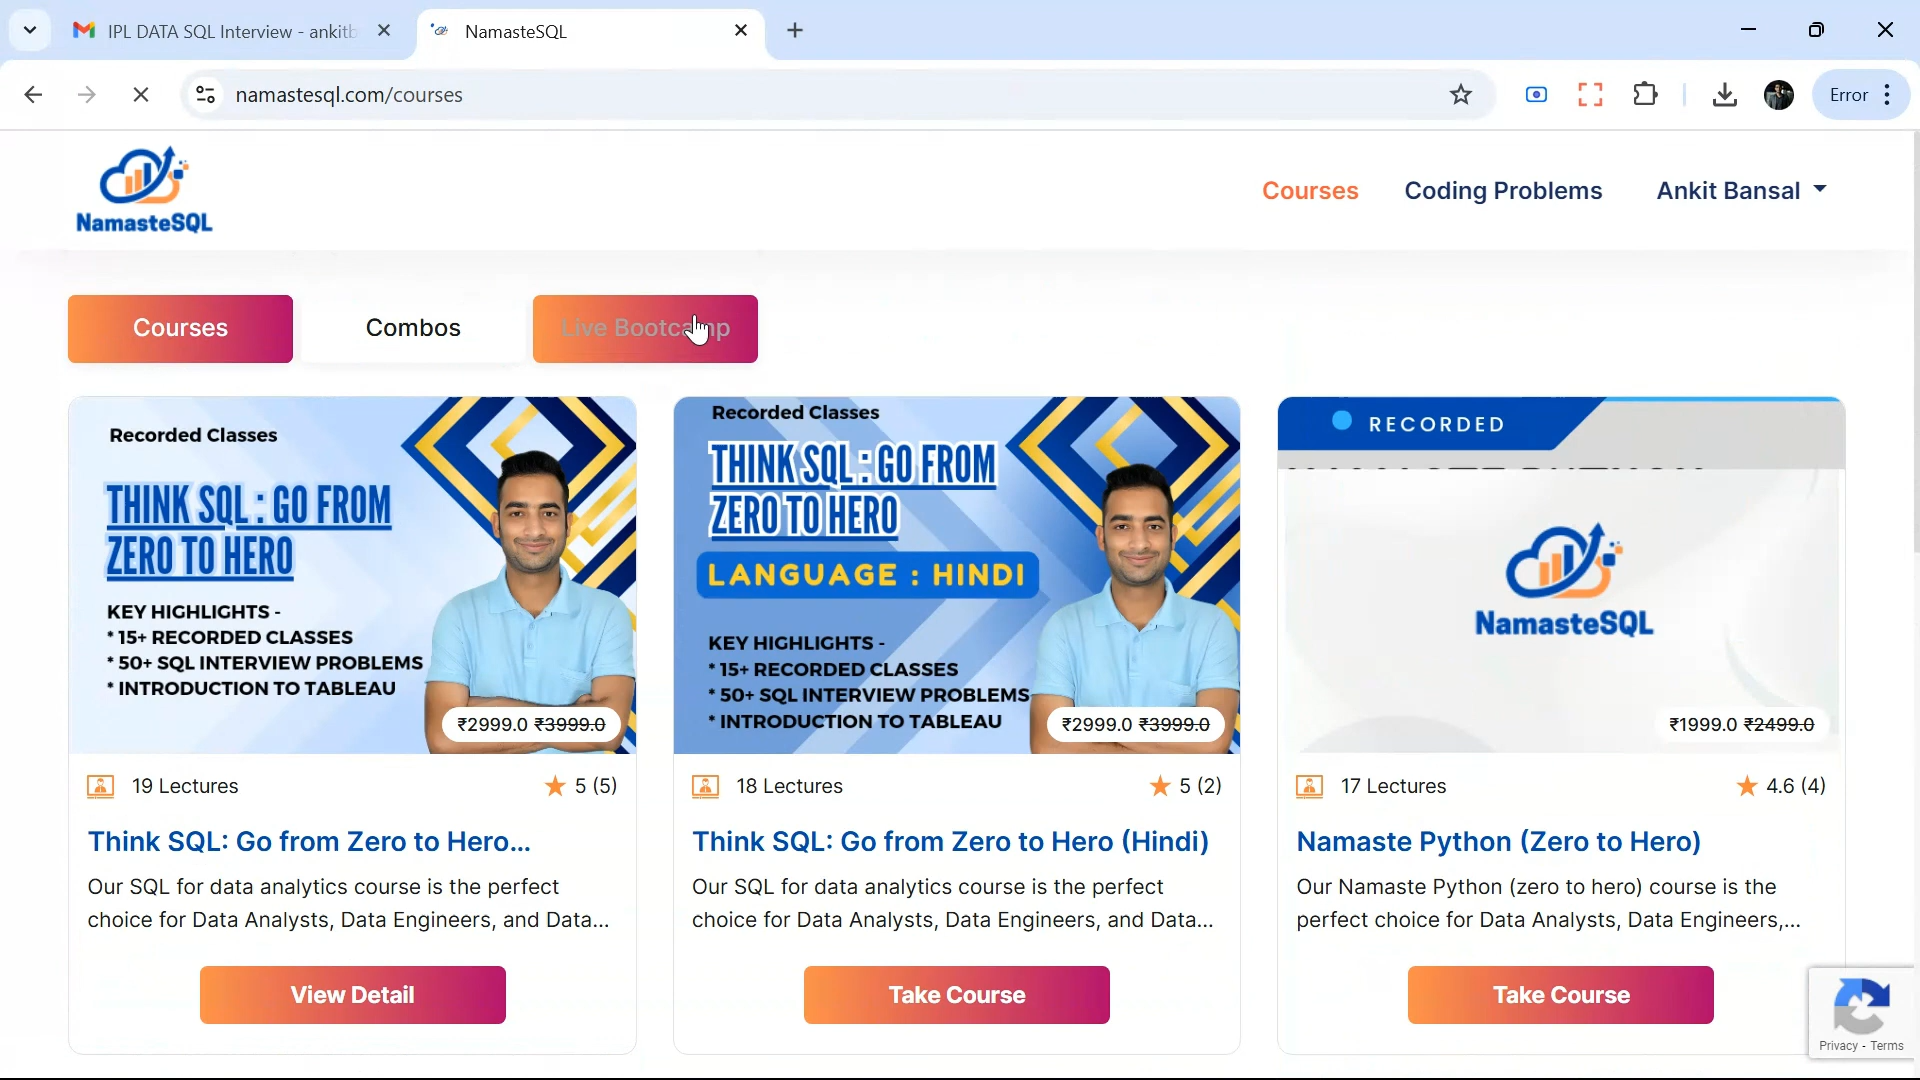 IPL DATA SQL Interview - ankitb
NamasteSQL
namastesql.com/courses
Error
NamasteSQL
Courses
Coding Problems
Ankit Bansal
Courses
Combos
Live Bootcamp
Recorded Classes
THINK SQL : GO FROM
ZERO TO HERO
KEY HIGHLIGHTS -
* 15+ RECORDED CLASSES
* 50+ SQL INTERVIEW PROBLEMS
* INTRODUCTION TO TABLEAU
₹2999.0 ₹3999.0
19 Lectures
5 (5)
Think SQL: Go from Zero to Hero...
Our SQL for data analytics course is the perfect
choice for Data Analysts, Data Engineers, and Data...
View Detail
Recorded Classes
THINK SQL : GO FROM
ZERO TO HERO
LANGUAGE : HINDI
KEY HIGHLIGHTS -
* 15+ RECORDED CLASSES
* 50+ SQL INTERVIEW PROBLEMS
* INTRODUCTION TO TABLEAU
₹2999.0 ₹3999.0
18 Lectures
5 (2)
Think SQL: Go from Zero to Hero (Hindi)
Our SQL for data analytics course is the perfect
choice for Data Analysts, Data Engineers, and Data...
Take Course
RECORDED
NamasteSQL
₹1999.0 ₹2499.0
17 Lectures
4.6 (4)
Namaste Python (Zero to Hero)
Our Namaste Python (zero to hero) course is the
perfect choice for Data Analysts, Data Engineers,...
Take Course
Privacy - Terms